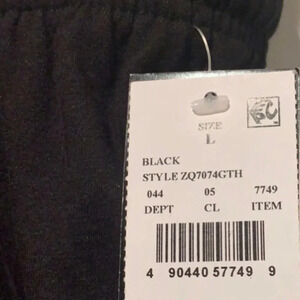 SIZE
L
BLACK
STYLE ZQ7074GTH
044 05 7749
DEPT CL ITEM
4 90440 57749 9